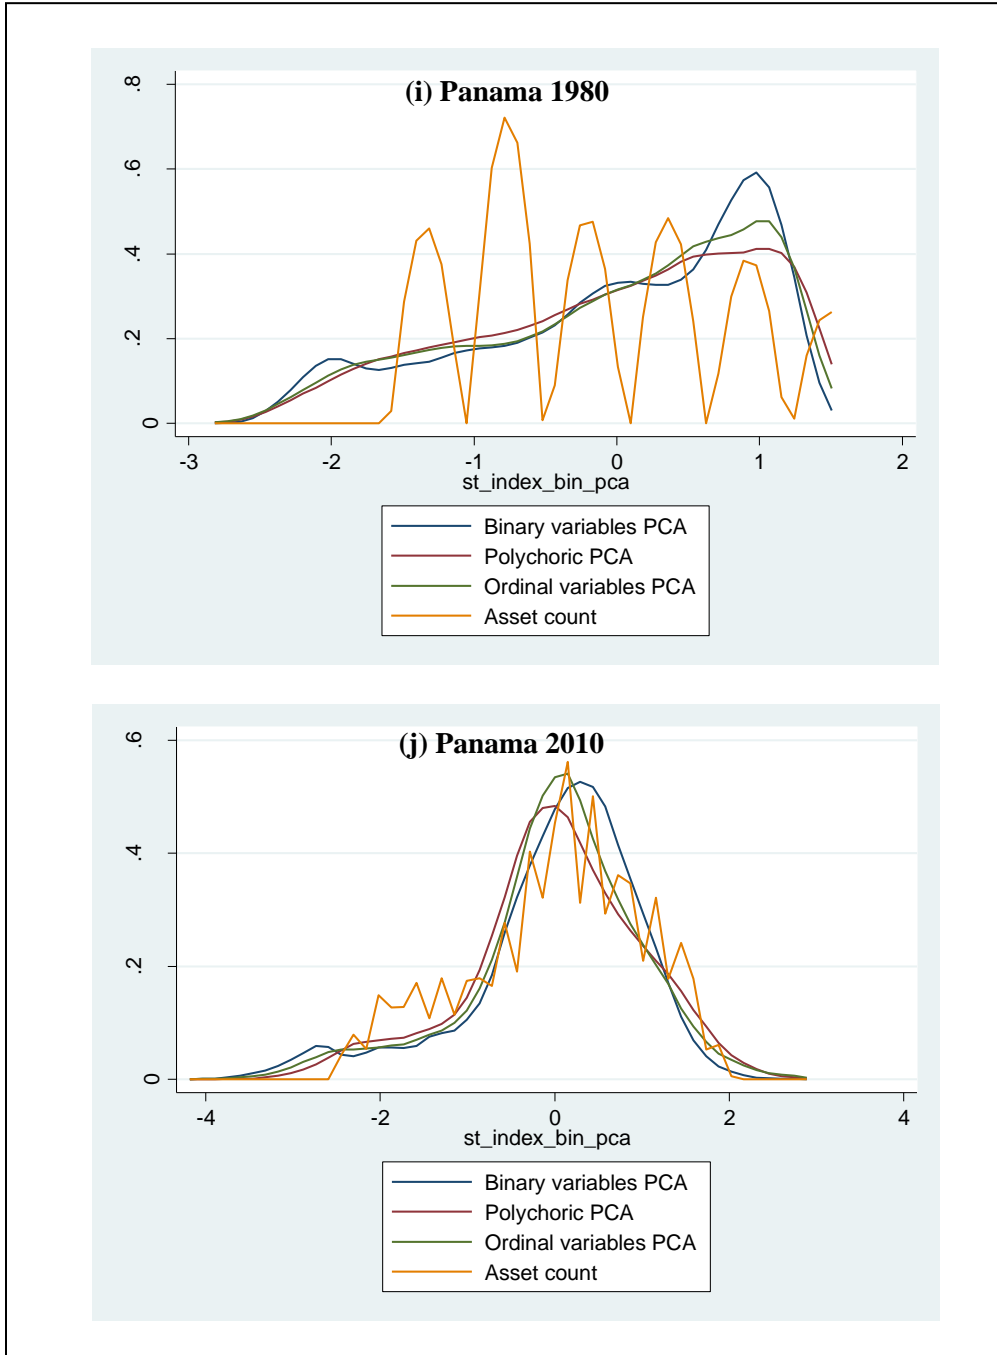 (i) Panama 1980
.8
.6
.4
.2
0
-3 -2 -1 0 1 2
st_index_bin_pca
Binary variables PCA
Polychoric PCA
Ordinal variables PCA
Asset count
(j) Panama 2010
.6
.4
.2
0
-4 -2 0 2 4
st_index_bin_pca
Binary variables PCA
Polychoric PCA
Ordinal variables PCA
Asset count